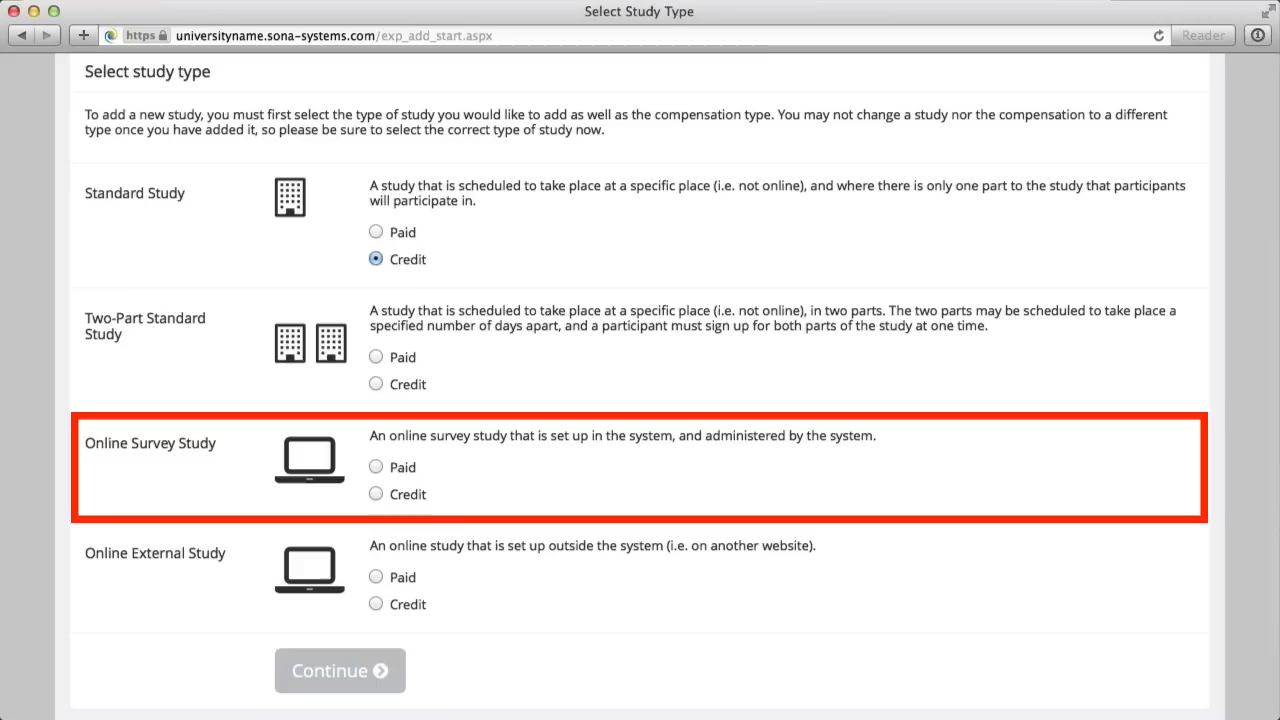 Select Study Type
https universityname.sona-systems.com/exp_add_start.aspx Reader
Select study type
To add a new study, you must first select the type of study you would like to add as well as the compensation type. You may not change a study nor the compensation to a different
type once you have added it, so please be sure to select the correct type of study now.
Standard Study
A study that is scheduled to take place at a specific place (i.e. not online), and where there is only one part to the study that participants
will participate in.
Paid
Credit
Two-Part Standard
Study
A study that is scheduled to take place at a specific place (i.e. not online), in two parts. The two parts may be scheduled to take place a
specified number of days apart, and a participant must sign up for both parts of the study at one time.
Paid
Credit
Online Survey Study
An online survey study that is set up in the system, and administered by the system.
Paid
Credit
Online External Study
An online study that is set up outside the system (i.e. on another website).
Paid
Credit
Continue